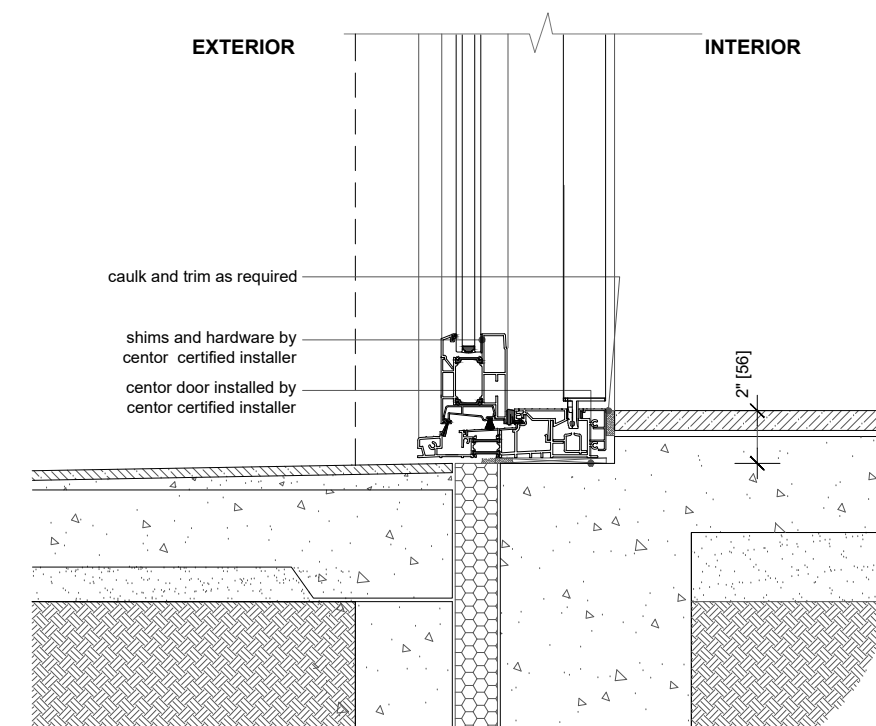 EXTERIOR
INTERIOR
caulk and trim as required
shims and hardware by
centor certified installer
centor door installed by
centor certified installer
2" [56]